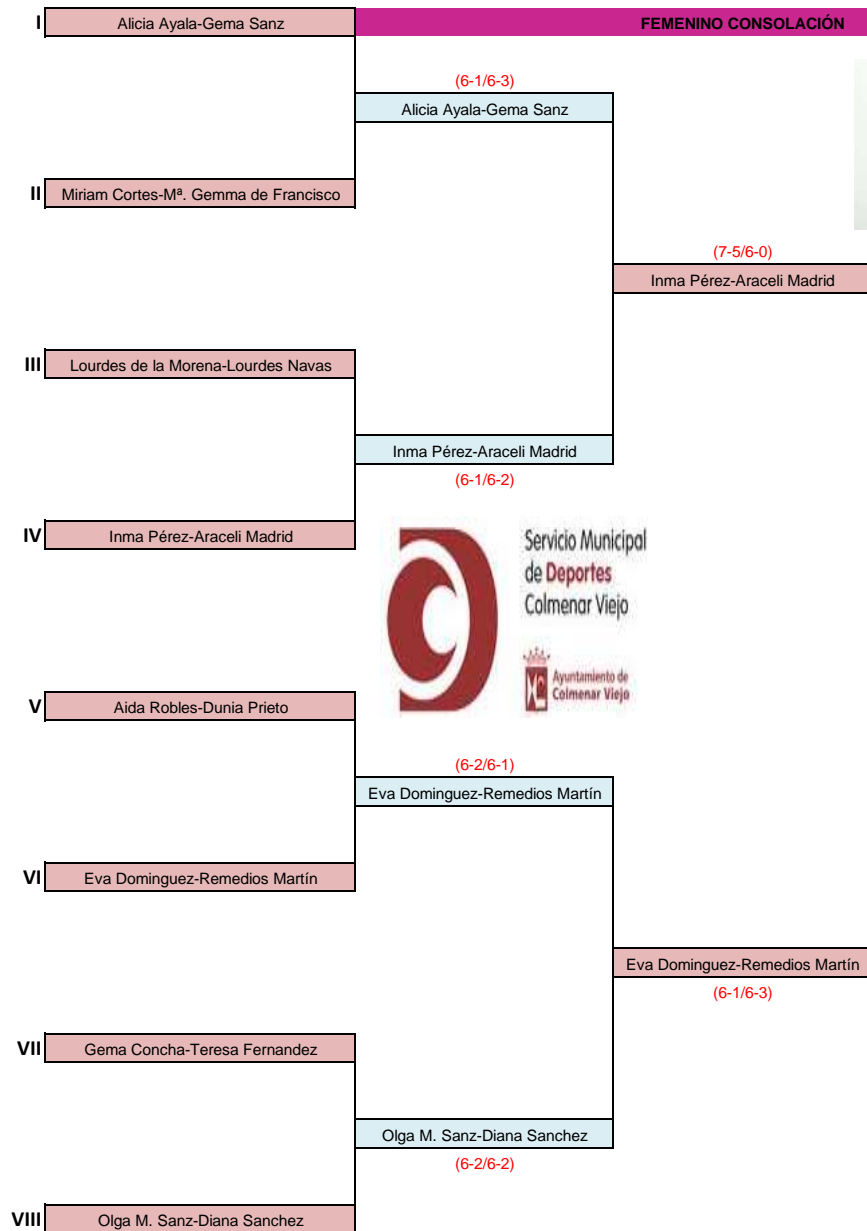 I Alicia Ayala-Gema Sanz FEMENINO CONSOLACIÓN
(6-1/6-3)
Alicia Ayala-Gema Sanz
II Miriam Cortes-Mª. Gemma de Francisco
(7-5/6-0)
Inma Pérez-Araceli Madrid
III Lourdes de la Morena-Lourdes Navas
Inma Pérez-Araceli Madrid
(6-1/6-2)
IV Inma Pérez-Araceli Madrid
Servicio Municipal
de Deportes
Colmenar Viejo
Ayuntamiento de
Colmenar Viejo
V Aida Robles-Dunia Prieto
(6-2/6-1)
Eva Dominguez-Remedios Martín
VI Eva Dominguez-Remedios Martín
Eva Dominguez-Remedios Martín
(6-1/6-3)
VII Gema Concha-Teresa Fernandez
Olga M. Sanz-Diana Sanchez
(6-2/6-2)
VIII Olga M. Sanz-Diana Sanchez